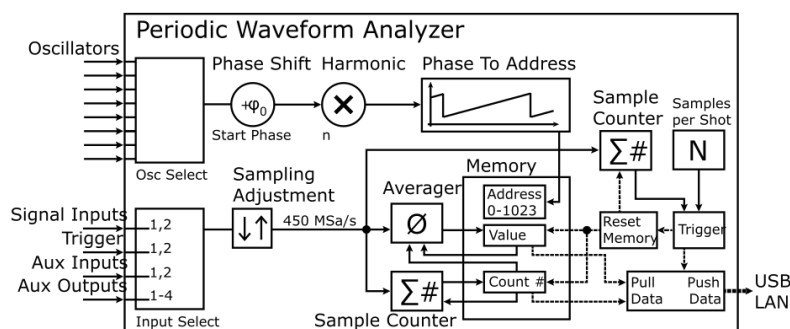 Periodic Waveform Analyzer
Oscillators
Phase Shift
Harmonic
Phase To Address
+φ0
×
Start Phase
n
Osc Select
Sample
Counter
Samples
per Shot
Σ#
N
Sampling
Adjustment
↓↑
450 MSa/s
Averager
Memory
Address
0-1023
Ø
Value
Reset
Memory
Trigger
Signal Inputs
1,2
Trigger
1,2
Aux Inputs
1,2
Aux Outputs
1-4
Input Select
Σ#
Count #
Sample Counter
Pull
Data
Push
Data
USB
LAN